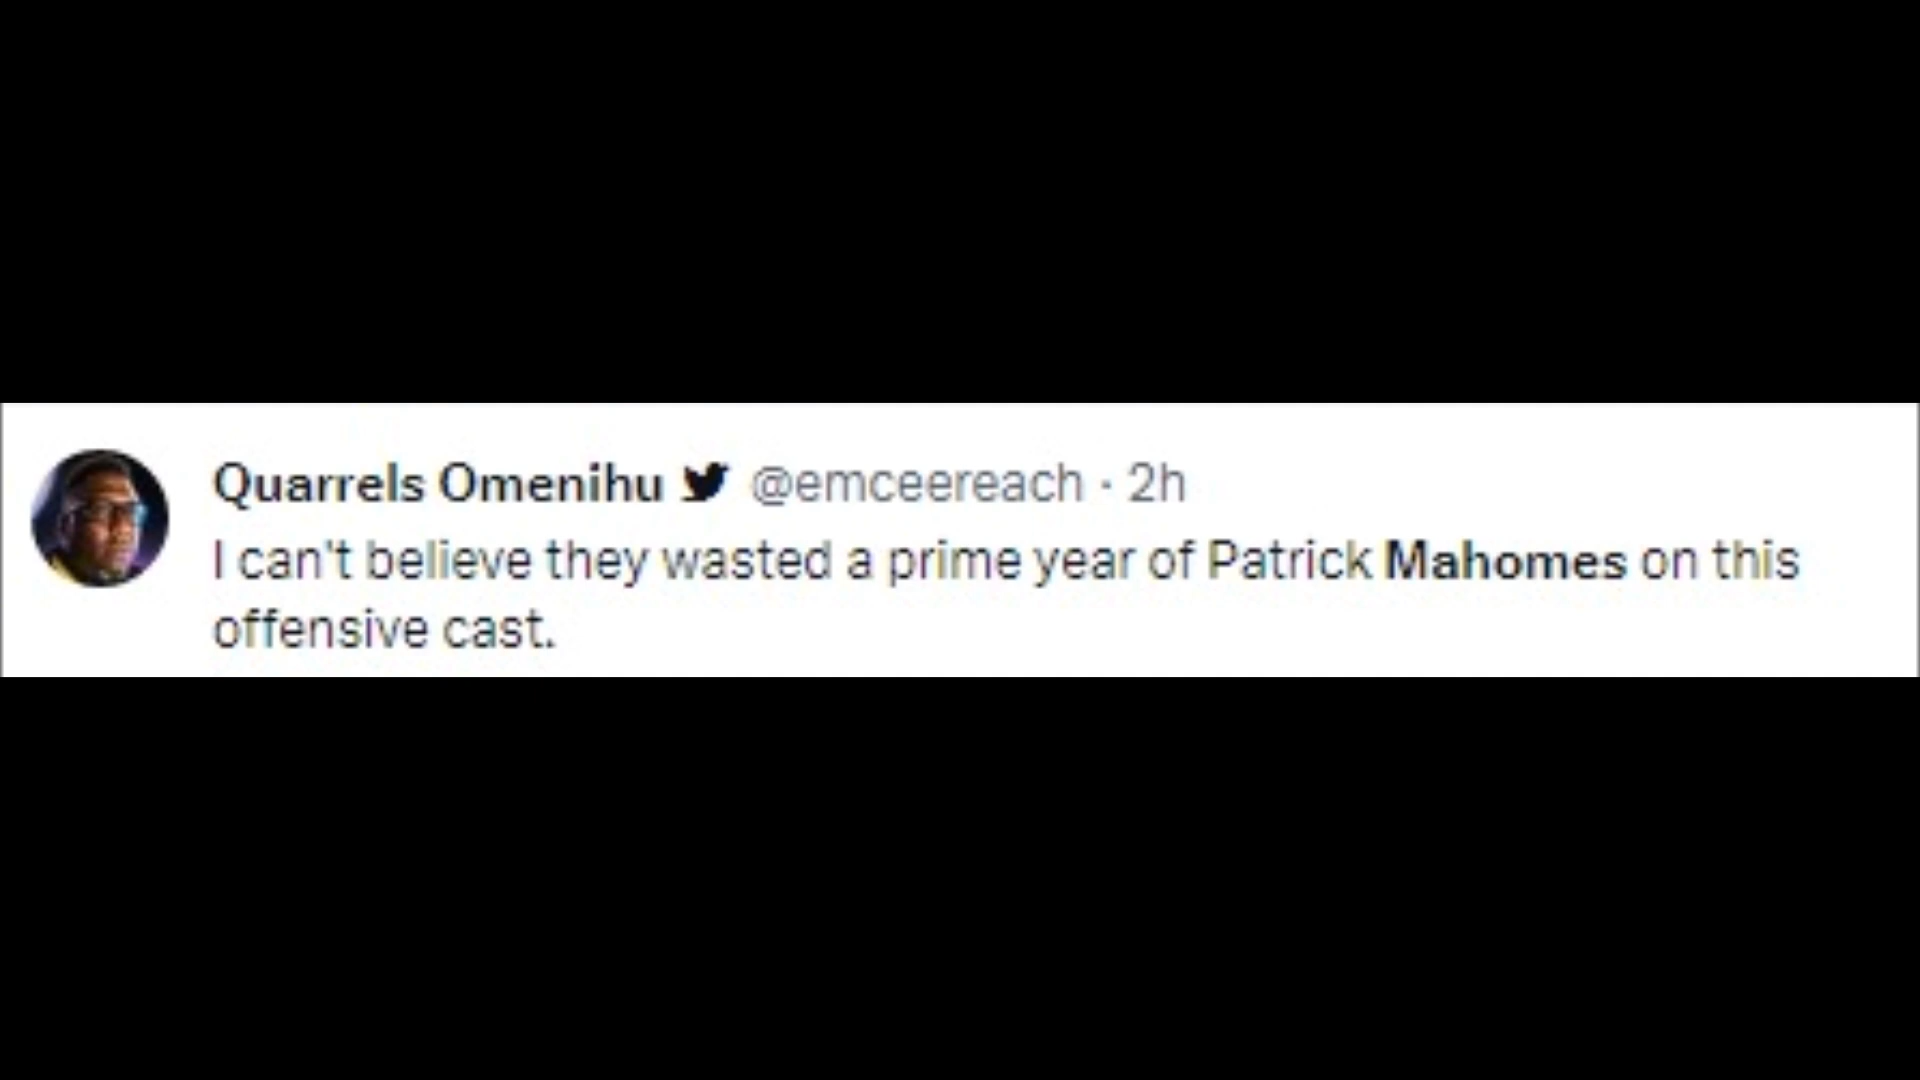 Quarrels Omenihu @emceereach · 2h
I can't believe they wasted a prime year of Patrick Mahomes on this
offensive cast.